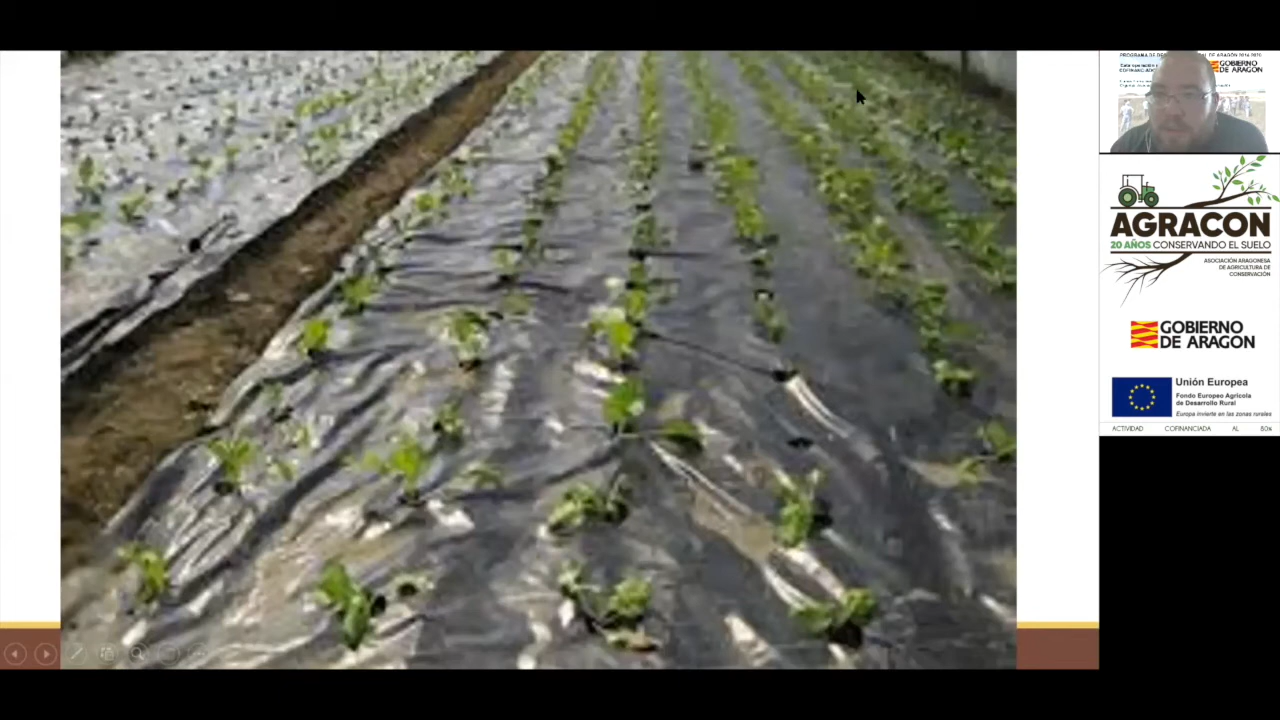 GOBIERNO
DE ARAGON
AGRACON
20 AÑOS CONSERVANDO EL SUELO
ASOCIACIÓN ARAGONESA
DE AGRICULTURA DE
CONSERVACIÓN
GOBIERNO
DE ARAGON
Unión Europea
Fondo Europeo Agrícola
de Desarrollo Rural
Europa invierte en las zonas rurales
ACTIVIDAD COFINANCIADA AL 80%